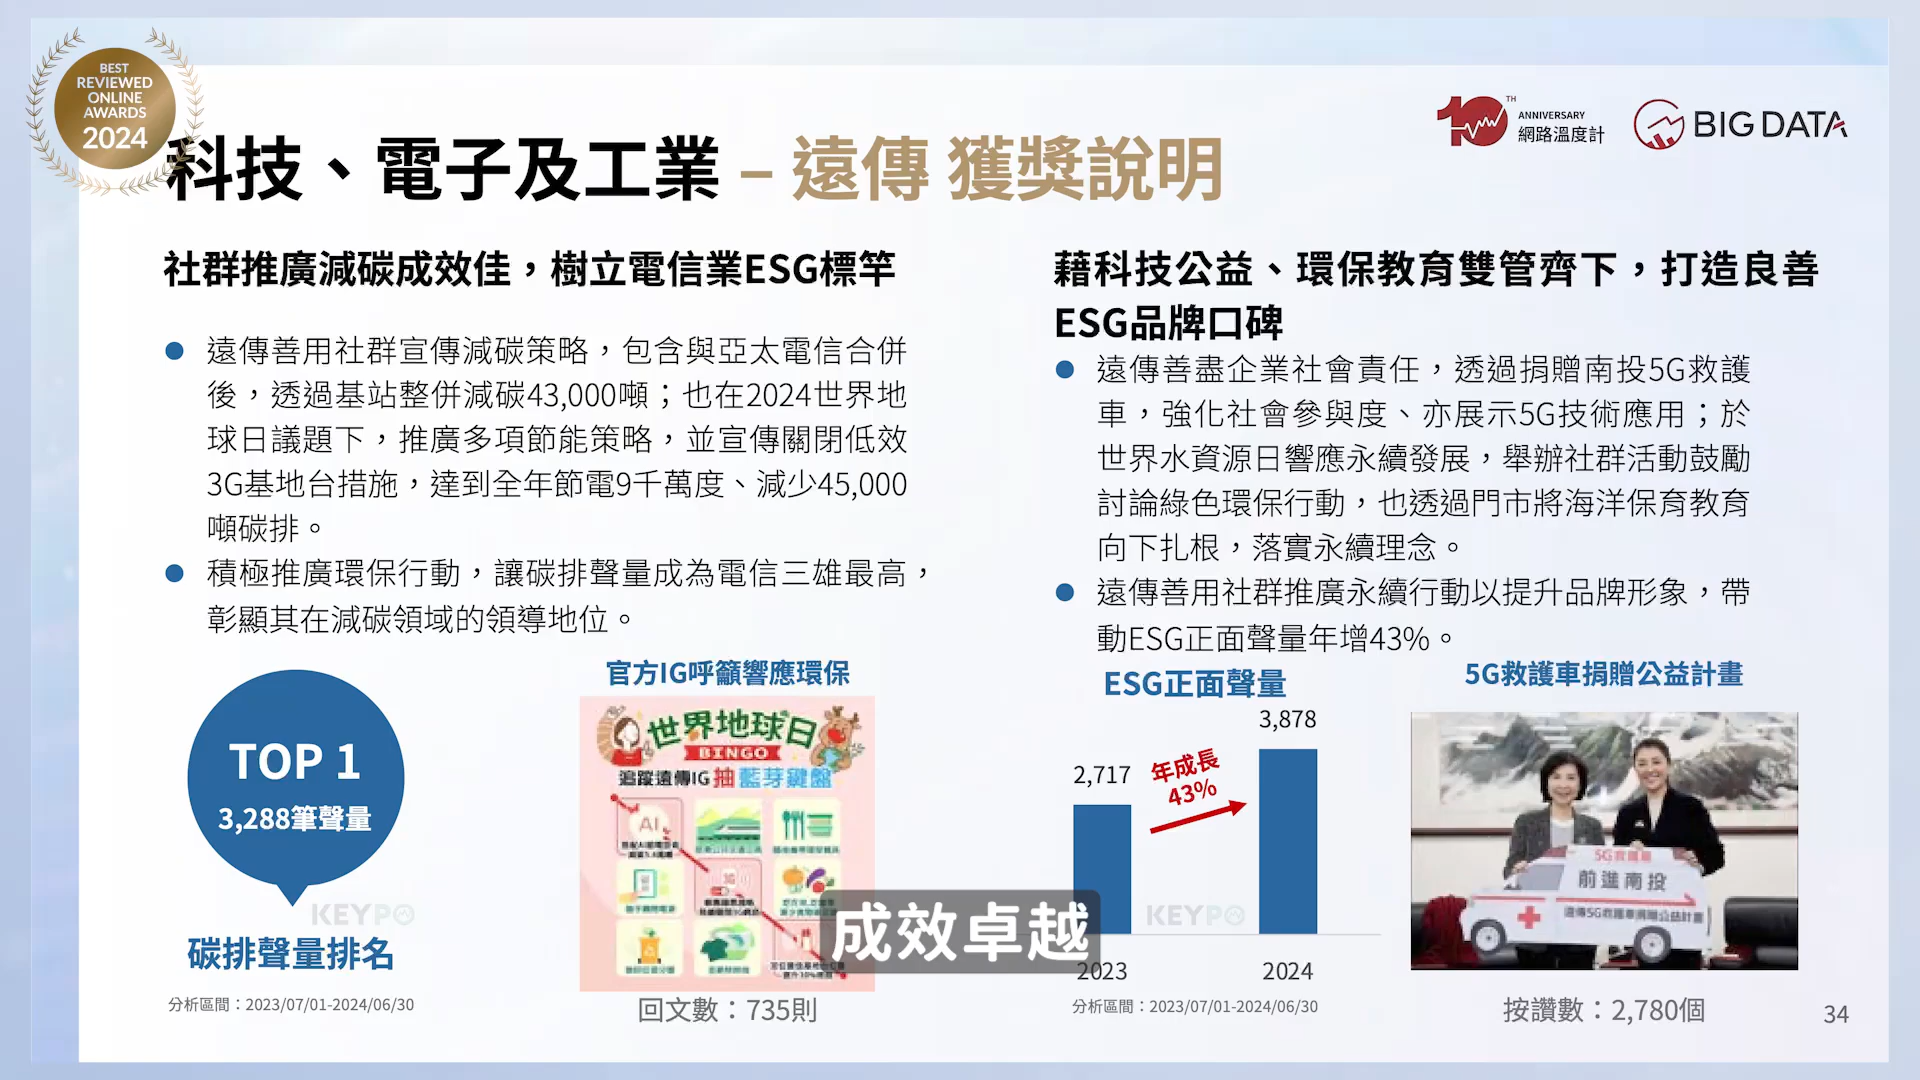 BEST
REVIEWED
ONLINE
AWARDS
2024
科技、電子及工業 – 遠傳 獲獎說明
10TH
ANNIVERSARY
網路溫度計
BIG DATA
社群推廣減碳成效佳，樹立電信業ESG標竿
遠傳善用社群宣傳減碳策略，包含與亞太電信合併
後，透過基站整併減碳43,000噸；也在2024世界地
球日議題下，推廣多項節能策略，並宣傳關閉低效
3G基地台措施，達到全年節電9千萬度、減少45,000
噸碳排。
積極推廣環保行動，讓碳排聲量成為電信三雄最高，
彰顯其在減碳領域的領導地位。
TOP 1
3,288筆聲量
KEYPO
碳排聲量排名
分析區間：2023/07/01-2024/06/30
官方IG呼籲響應環保
世界地球日
BINGO
追蹤遠傳IG 抽 藍芽鍵盤
AI
3G
回文數：735則
藉科技公益、環保教育雙管齊下，打造良善
ESG品牌口碑
遠傳善盡企業社會責任，透過捐贈南投5G救護
車，強化社會參與度、亦展示5G技術應用；於
世界水資源日響應永續發展，舉辦社群活動鼓勵
討論綠色環保行動，也透過門市將海洋保育教育
向下扎根，落實永續理念。
遠傳善用社群推廣永續行動以提升品牌形象，帶
動ESG正面聲量年增43%。
ESG正面聲量
3,878
2,717
年成長
43%
KEYPO
2023
2024
分析區間：2023/07/01-2024/06/30
5G救護車捐贈公益計畫
5G救護車
前進南投
遠傳5G救護車捐贈公益計畫
按讚數：2,780個
成效卓越
34